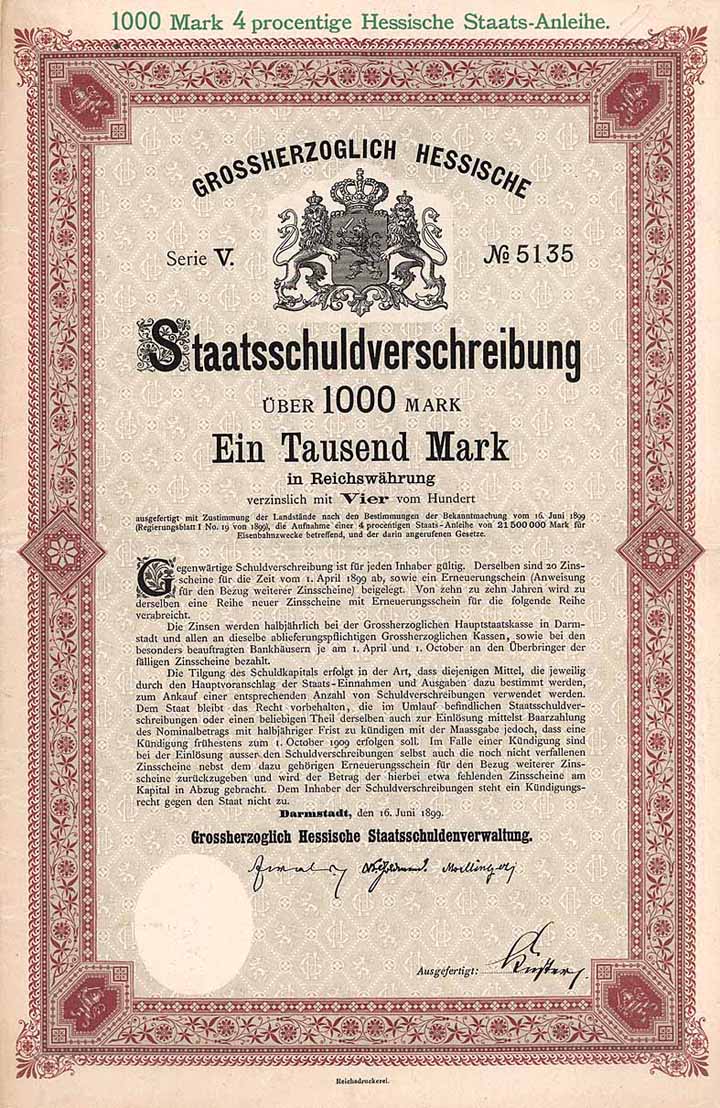 1000 Mark 4 procentige Hessische Staats-Anleihe.
GROSSHERZOGLICH HESSISCHE
Serie V.
№ 5135
Staatsschuldverschreibung
ÜBER 1000 MARK
Ein Tausend Mark
in Reichswährung
verzinslich mit Vier vom Hundert
ausgefertigt mit Zustimmung der Landstände nach den Bestimmungen der Bekanntmachung vom 16. Juni 1899
(Regierungsblatt I No. 19 von 1899), die Aufnahme einer 4 procentigen Staats-Anleihe von 21 500 000 Mark für
Eisenbahnzwecke betreffend, und der darin angerufenen Gesetze.
Gegenwärtige Schuldverschreibung ist für jeden Inhaber gültig. Derselben sind 20 Zins-
scheine für die Zeit vom 1. April 1899 ab, sowie ein Erneuerungschein (Anweisung
für den Bezug weiterer Zinsscheine) beigelegt. Von zehn zu zehn Jahren wird zu
derselben eine Reihe neuer Zinsscheine mit Erneuerungsschein für die folgende Reihe
verabreicht.
Die Zinsen werden halbjährlich bei der Grossherzoglichen Hauptstaatskasse in Darm-
stadt und allen an dieselbe ablieferungspflichtigen Grossherzoglichen Kassen, sowie bei den
besonders beauftragten Bankhäusern je am 1. April und 1. October an den Überbringer der
fälligen Zinsscheine bezahlt.
Die Tilgung des Schuldkapitals erfolgt in der Art, dass diejenigen Mittel, die jeweilig
durch den Hauptvoranschlag der Staats-Einnahmen und Ausgaben dazu bestimmt werden,
zum Ankauf einer entsprechenden Anzahl von Schuldverschreibungen verwendet werden.
Dem Staat bleibt das Recht vorbehalten, die im Umlauf befindlichen Staatsschuldver-
schreibungen oder einen beliebigen Theil derselben auch zur Einlösung mittelst Baarzahlung
des Nominalbetrags mit halbjähriger Frist zu kündigen mit der Maassgabe jedoch, dass eine
Kündigung frühestens zum 1. October 1909 erfolgen soll. Im Falle einer Kündigung sind
bei der Einlösung ausser den Schuldverschreibungen selbst auch die noch nicht verfallenen
Zinsscheine nebst dem dazu gehörigen Erneuerungsschein für den Bezug weiterer Zins-
scheine zurückzugeben und wird der Betrag der hierbei etwa fehlenden Zinsscheine am
Kapital in Abzug gebracht. Dem Inhaber der Schuldverschreibungen steht ein Kündigungs-
recht gegen den Staat nicht zu.
Darmstadt, den 16. Juni 1899.
Grossherzoglich Hessische Staatsschuldenverwaltung.
Ausgefertigt:
Reichsdruckerei.